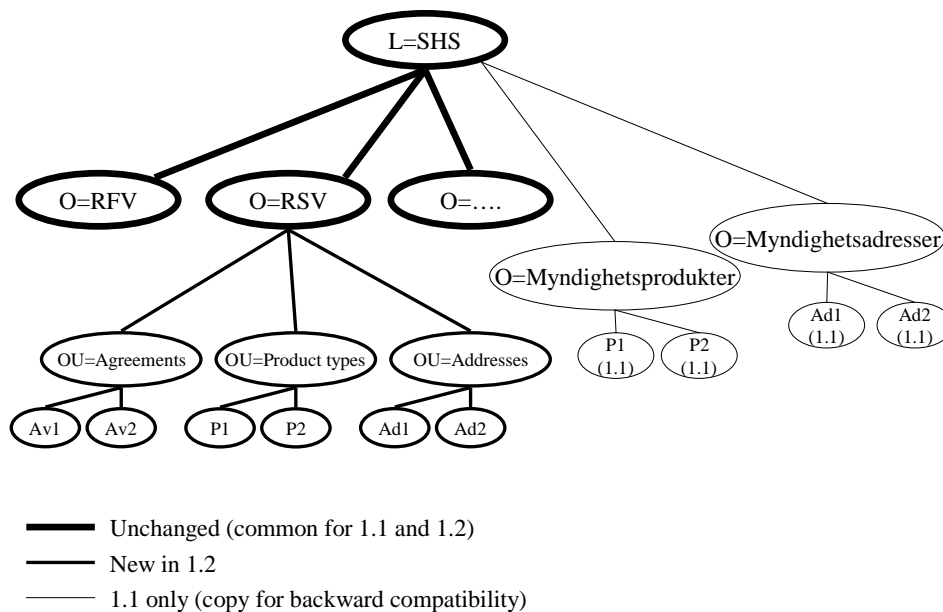 L=SHS
O=RFV
O=RSV
O=….
O=Myndighetsprodukter
O=Myndighetsadresser
P1
(1.1)
P2
(1.1)
Ad1
(1.1)
Ad2
(1.1)
OU=Agreements
OU=Product types
OU=Addresses
Av1
Av2
P1
P2
Ad1
Ad2
Unchanged (common for 1.1 and 1.2)
New in 1.2
1.1 only (copy for backward compatibility)